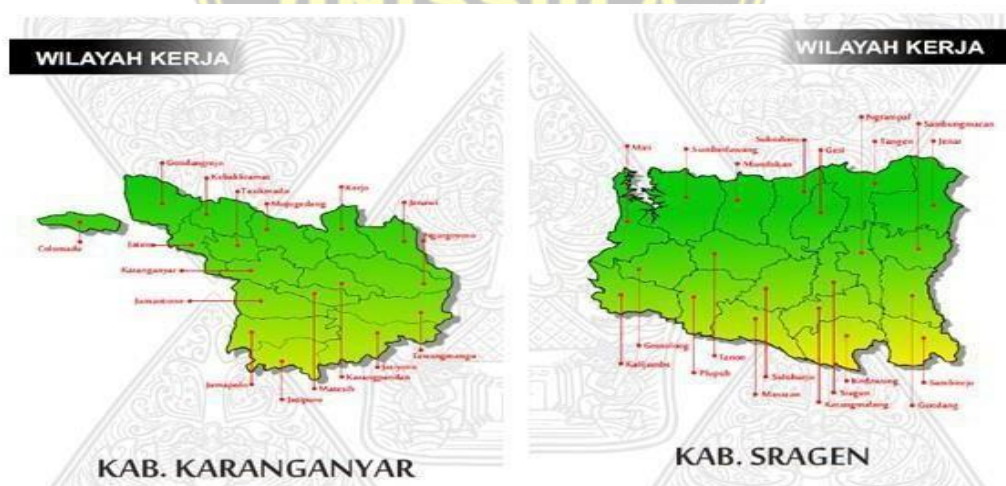 WILAYAH KERJA
Gondangrejo
Kebakkramat
Tasikmadu
Mojogedang
Kerjo
Jenawi
Colomadu
Karanganyar
Jumantono
Jumapolo
Jatipuro
Matesih
Karangpandan
Jatiyoso
Tawangmangu
KAB. KARANGANYAR
WILAYAH KERJA
Miri
Sumberlawang
Mondokan
Sukodono
Gesi
Ngrampal
Tangen
Sambungmacan
Jenar
Kalijambe
Gemolong
Plupuh
Tanon
Masaran
Sidoharjo
Karangmalang
Sragen
Kedawung
Gondang
Sambirejo
KAB. SRAGEN